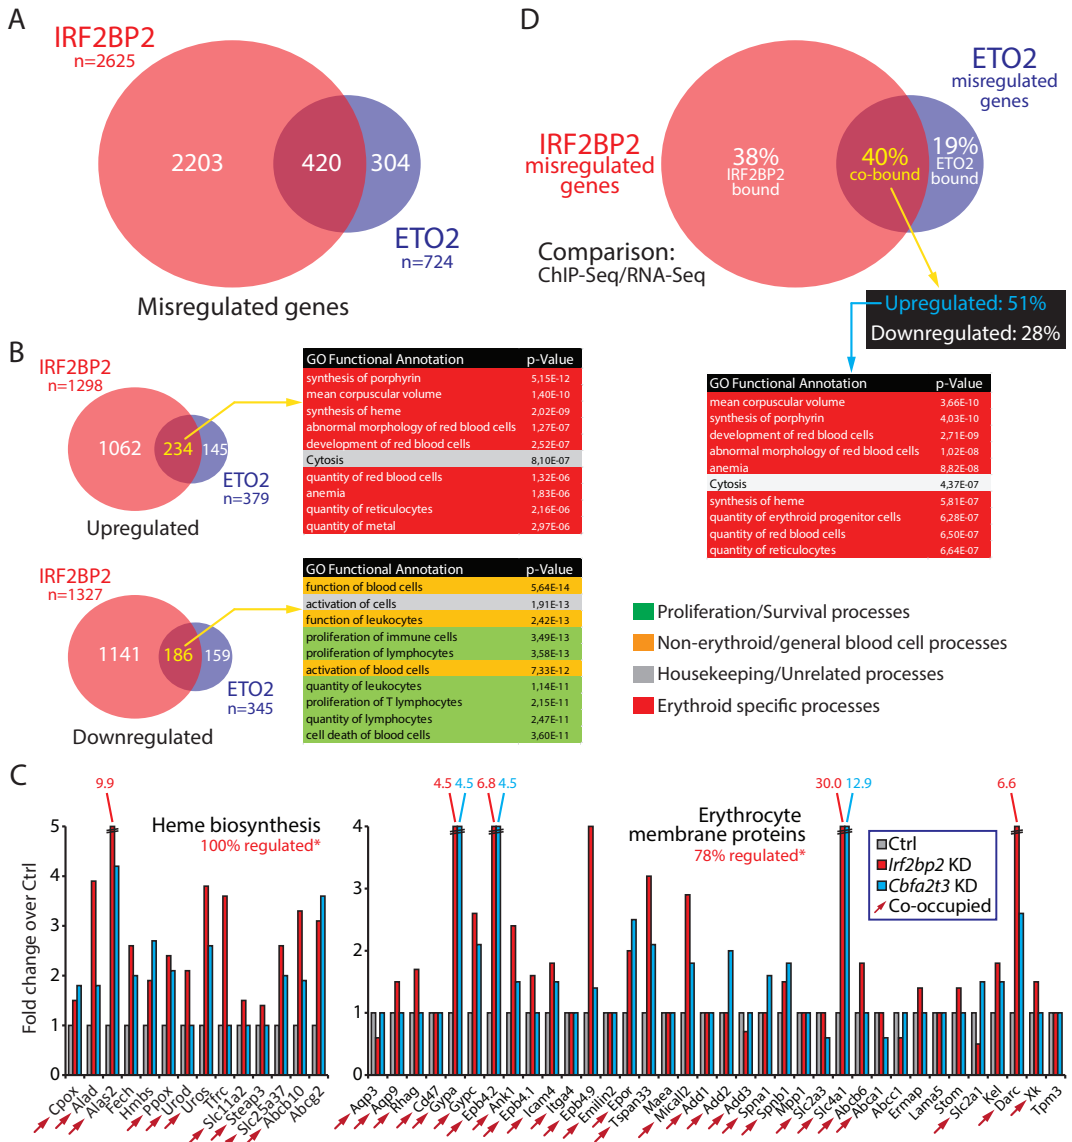 A
IRF2BP2
n=2625
2203
420
304
ETO2
n=724
Misregulated genes
D
ETO2
misregulated
genes
IRF2BP2
misregulated
genes
38%
IRF2BP2
bound
40%
co-bound
19%
ETO2
bound
Comparison:
ChIP-Seq/RNA-Seq
Upregulated: 51%
Downregulated: 28%
GO Functional Annotation p-Value
mean corpuscular volume 3,66E-10
synthesis of porphyrin 4,03E-10
development of red blood cells 2,71E-09
abnormal morphology of red blood cells 1,02E-08
anemia 8,82E-08
Cytosis 4,37E-07
synthesis of heme 5,81E-07
quantity of erythroid progenitor cells 6,28E-07
quantity of red blood cells 6,50E-07
quantity of reticulocytes 6,64E-07
B
IRF2BP2
n=1298
1062
234
145
ETO2
n=379
Upregulated
GO Functional Annotation p-Value
synthesis of porphyrin 5,15E-12
mean corpuscular volume 1,40E-10
synthesis of heme 2,02E-09
abnormal morphology of red blood cells 1,27E-07
development of red blood cells 2,52E-07
Cytosis 8,10E-07
quantity of red blood cells 1,32E-06
anemia 1,83E-06
quantity of reticulocytes 2,16E-06
quantity of metal 2,97E-06
IRF2BP2
n=1327
1141
186
159
ETO2
n=345
Downregulated
GO Functional Annotation p-Value
function of blood cells 5,64E-14
activation of cells 1,91E-13
function of leukocytes 2,42E-13
proliferation of immune cells 3,49E-13
proliferation of lymphocytes 3,58E-13
activation of blood cells 7,33E-12
quantity of leukocytes 1,14E-11
proliferation of T lymphocytes 2,15E-11
quantity of lymphocytes 2,47E-11
cell death of blood cells 3,60E-11
Proliferation/Survival processes
Non-erythroid/general blood cell processes
Housekeeping/Unrelated processes
Erythroid specific processes
C
Fold change over Ctrl
5
4
3
2
1
0
9.9
Heme biosynthesis
100% regulated*
Cpox
Alad
Alas2
Fech
Hmbs
Ppox
Urod
Uros
Tfrc
Slc11a2
Steap3
Slc25a37
Abcb10
Abcg2
4
3
2
1
0
4.5 4.5 6.8 4.5
30.0 12.9
6.6
Erythrocyte
membrane proteins
78% regulated*
Ctrl
Irf2bp2 KD
Cbfa2t3 KD
Co-occupied
Aqp3
Aqp9
Rhag
Cd47
Gypa
Gypc
Epb4.2
Ank1
Ep4.1
Icam4
Itga4
Epb4.9
Emilin2
Epor
Tspan33
Maea
Micall2
Add1
Add2
Add3
Spna1
Spnb1
Mpp1
Slc2a3
Slc4a1
Abcb6
Abca1
Abcc1
Ermap
Lama5
Stom
Slc2a1
Kel
Darc
Xk
Tpm3